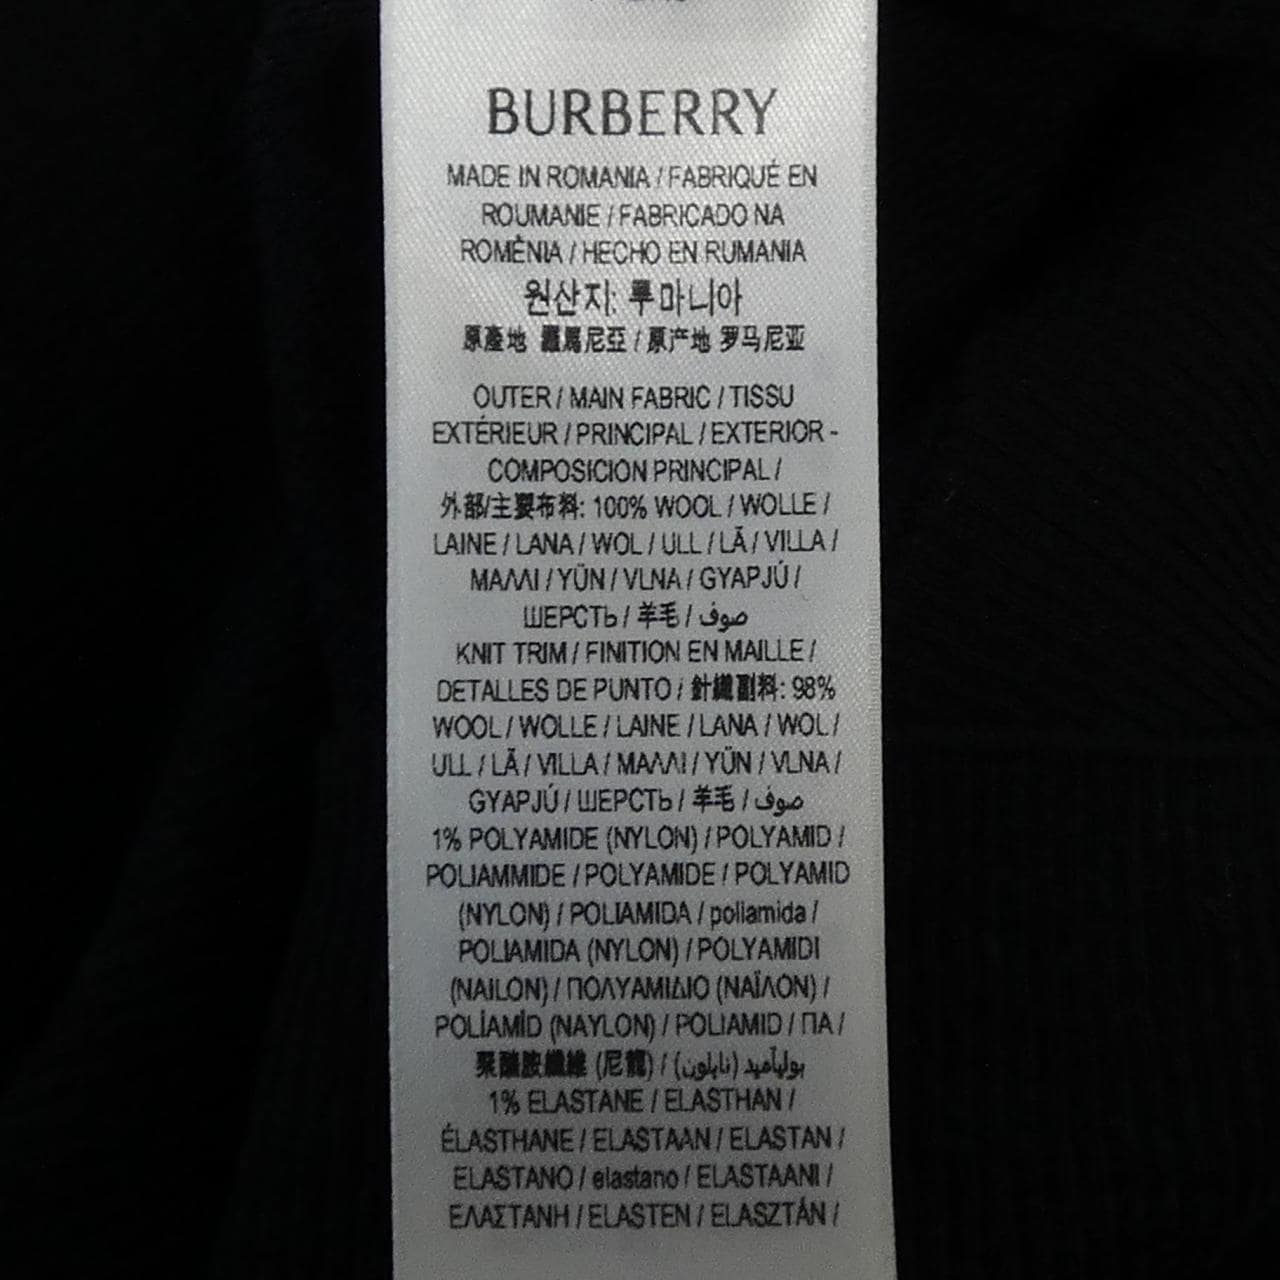 BURBERRY
MADE IN ROMANIA / FABRIQUÉ EN
ROUMANIE / FABRICADO NA
ROMÊNIA / HECHO EN RUMANIA
원산지: 루마니아
原產地 羅馬尼亞 / 原产地 罗马尼亚
OUTER / MAIN FABRIC / TISSU
EXTÉRIEUR / PRINCIPAL / EXTERIOR -
COMPOSICION PRINCIPAL /
外部/主要布料: 100% WOOL / WOLLE /
LAINE / LANA / WOL / ULL / LÃ / VILLA /
ΜΑΛΛΙ / YÜN / VLNA / GYAPJÚ /
ШЕРСТЬ / 羊毛 / صوف
KNIT TRIM / FINITION EN MAILLE /
DETALLES DE PUNTO / 針織副料: 98%
WOOL / WOLLE / LAINE / LANA / WOL /
ULL / LÃ / VILLA / ΜΑΛΛΙ / YÜN / VLNA /
GYAPJÚ / ШЕРСТЬ / 羊毛 / صوف
1% POLYAMIDE (NYLON) / POLYAMID /
POLIAMMIDE / POLYAMIDE / POLYAMID
(NYLON) / POLIAMIDA / poliamida /
POLIAMIDA (NYLON) / POLYAMIDI
(NAILON) / ΠΟΛΥΑΜΙΔΙΟ (ΝΑΪΛΟΝ) /
POLİAMİD (NAYLON) / POLIAMID / ПА /
聚醯胺纖維 (尼龍) / بوليآميد (نايلون)
1% ELASTANE / ELASTHAN /
ÉLASTHANE / ELASTAAN / ELASTAN /
ELASTANO / elastano / ELASTAANI /
ΕΛΑΣΤΑΝΗ / ELASTEN / ELASZTÁN /